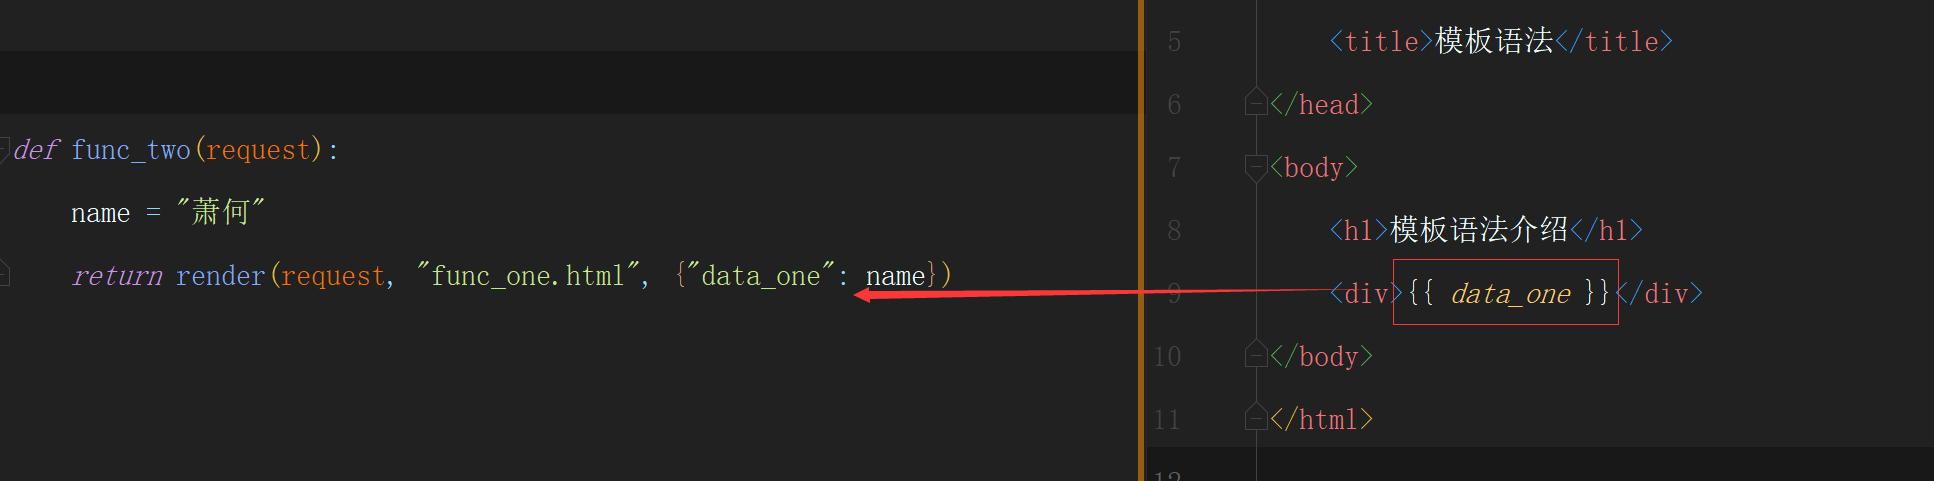 def func_two(request):
name = "萧何"
return render(request, "func_one.html", {"data_one": name})
5 <title>模板语法</title>
6 </head>
7 <body>
8 <h1>模板语法介绍</h1>
9 <div>{{ data_one }}</div>
10 </body>
11 </html>
12